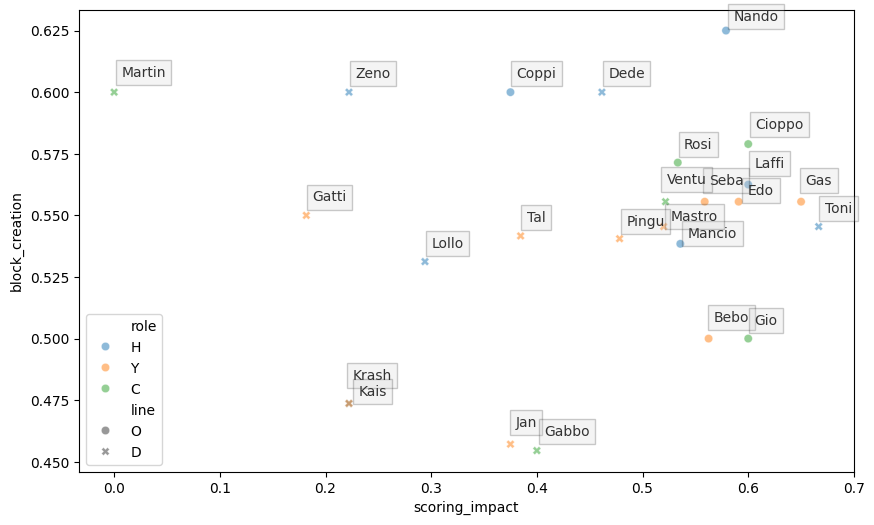 Nando
Martin
Zeno
Coppi
Dede
Cioppo
Rosi
Laffi
Ventu
Seba
Edo
Gas
Gatti
Tal
Pingu
Mastro
Toni
Lollo
Mancio
Bebo
Gio
Krash
Kais
Jan
Gabbo
0.625
0.600
0.575
0.550
0.525
0.500
0.475
0.450
block_creation
role
H
Y
C
line
O
D
0.0 0.1 0.2 0.3 0.4 0.5 0.6 0.7
scoring_impact